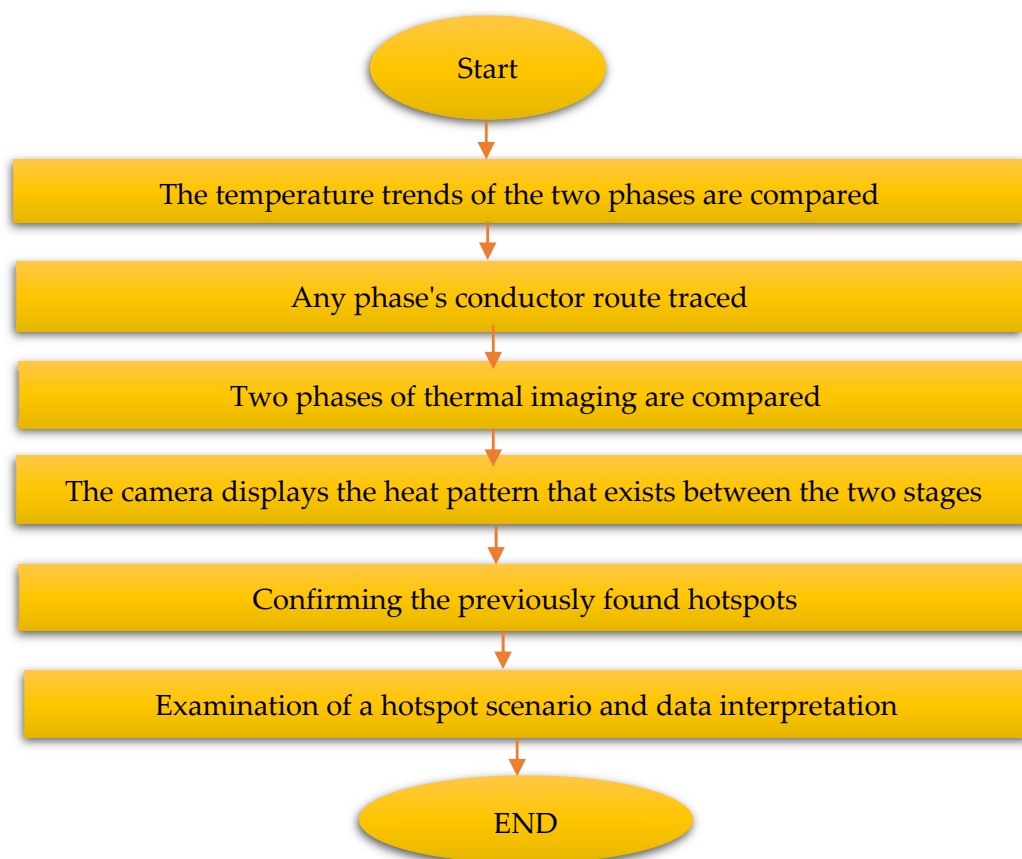 Start
The temperature trends of the two phases are compared
Any phase's conductor route traced
Two phases of thermal imaging are compared
The camera displays the heat pattern that exists between the two stages
Confirming the previously found hotspots
Examination of a hotspot scenario and data interpretation
END